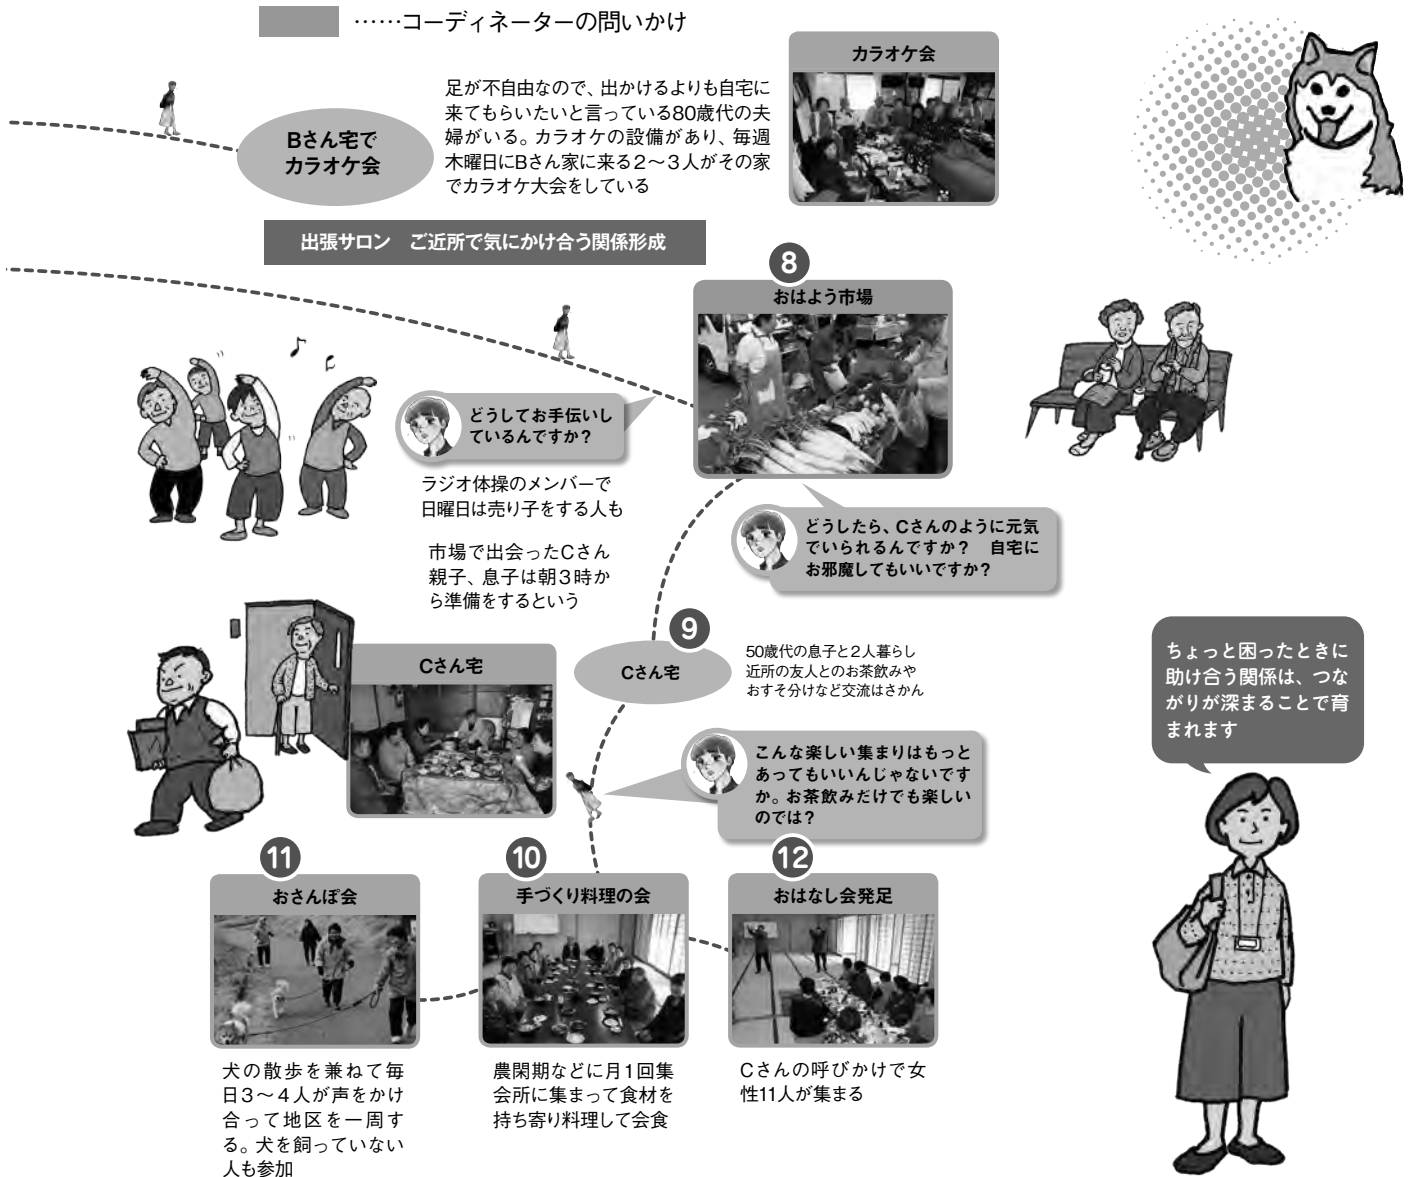 ……コーディネーターの問いかけ
カラオケ会
Bさん宅で
カラオケ会
足が不自由なので、出かけるよりも自宅に
来てもらいたいと言っている80歳代の夫
婦がいる。カラオケの設備があり、毎週
木曜日にBさん家に来る2〜3人がその家
でカラオケ大会をしている
出張サロン　ご近所で気にかけ合う関係形成
8
おはよう市場
どうしてお手伝いし
ているんですか？
ラジオ体操のメンバーで
日曜日は売り子をする人も
市場で出会ったCさん
親子、息子は朝3時か
ら準備をするという
どうしたら、Cさんのように元気
でいられるんですか？　自宅に
お邪魔してもいいですか？
9
Cさん宅
50歳代の息子と2人暮らし
近所の友人とのお茶飲みや
おすそ分けなど交流はさかん
Cさん宅
こんな楽しい集まりはもっと
あってもいいんじゃないです
か。お茶飲みだけでも楽しい
のでは？
ちょっと困ったときに
助け合う関係は、つな
がりが深まることで育
まれます
11
おさんぽ会
犬の散歩を兼ねて毎
日3〜4人が声をかけ
合って地区を一周す
る。犬を飼っていない
人も参加
10
手づくり料理の会
農閑期などに月1回集
会所に集まって食材を
持ち寄り料理して会食
12
おはなし会発足
Cさんの呼びかけで女
性11人が集まる